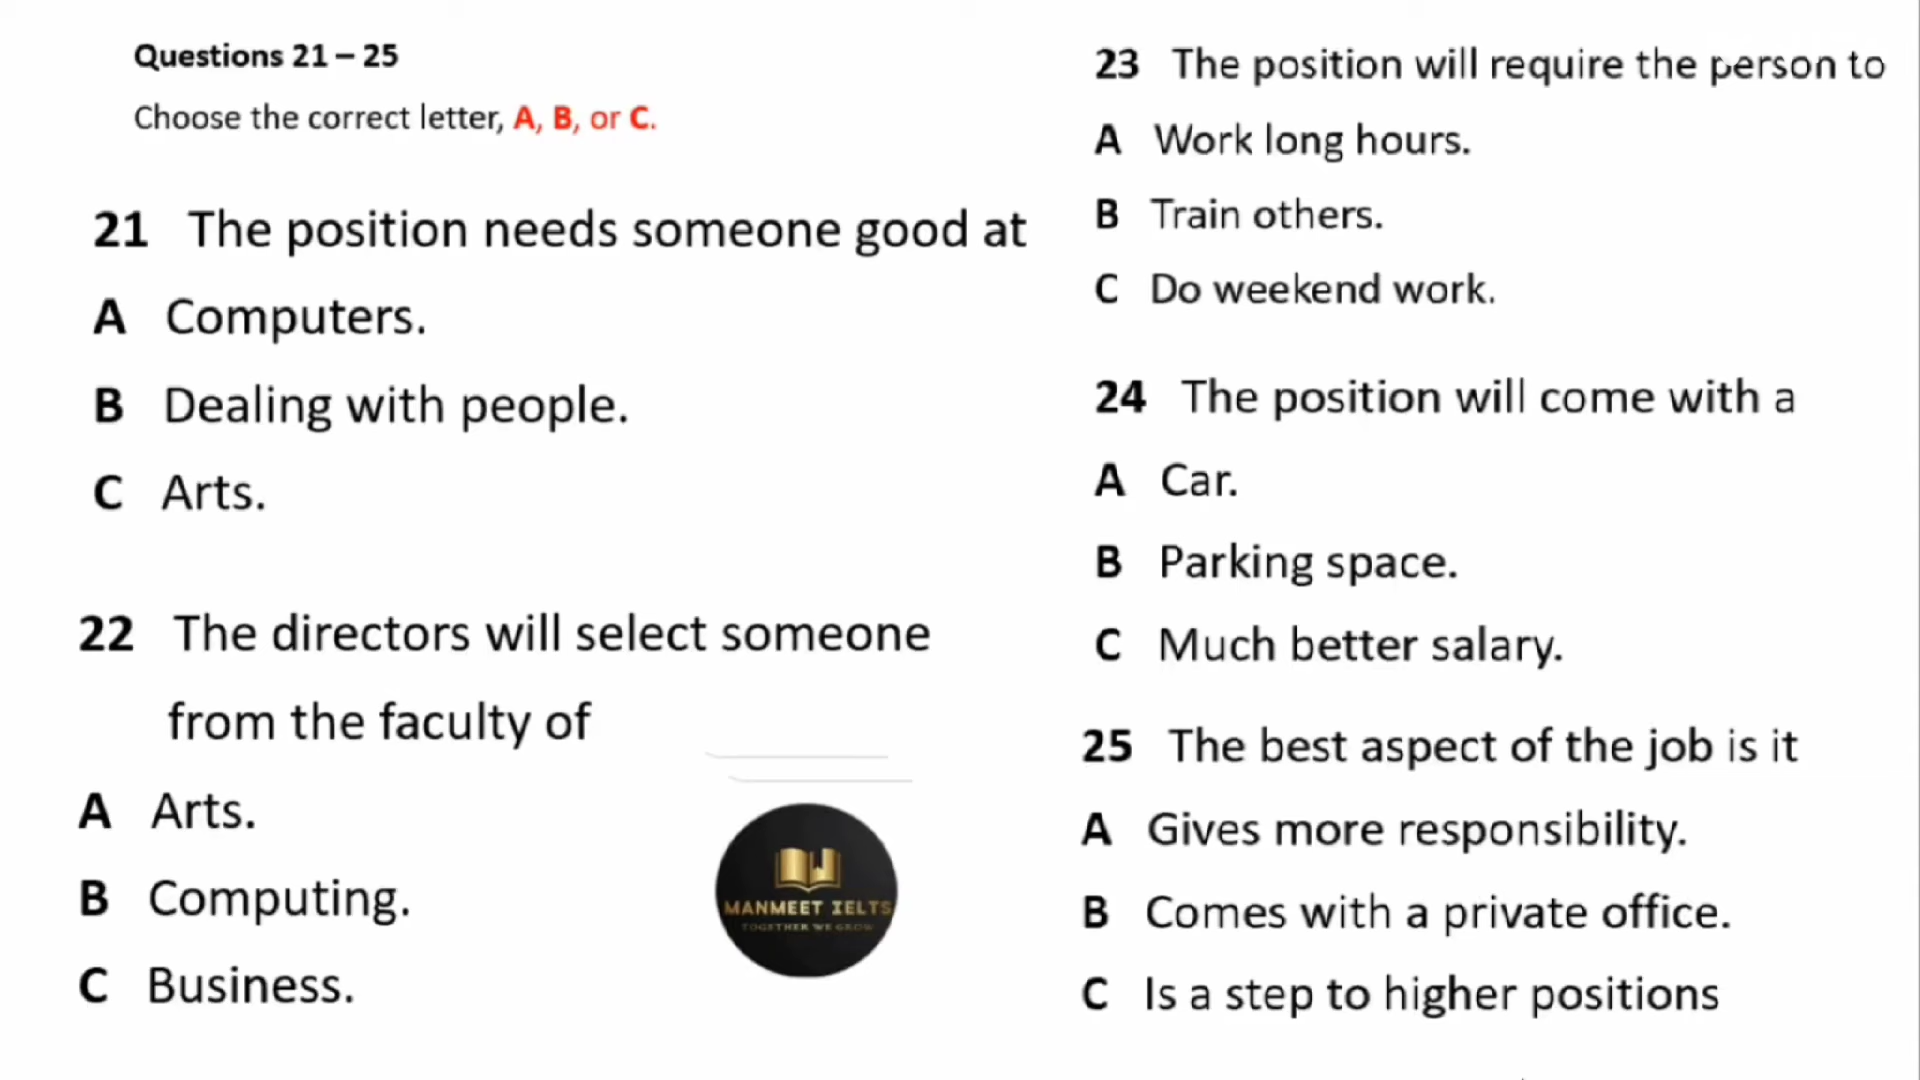 Questions 21 – 25
Choose the correct letter, A, B, or C.
21 The position needs someone good at
A Computers.
B Dealing with people.
C Arts.
22 The directors will select someone
from the faculty of
A Arts.
B Computing.
C Business.
MANMEET IELTS
TOGETHER WE GROW
23 The position will require the person to
A Work long hours.
B Train others.
C Do weekend work.
24 The position will come with a
A Car.
B Parking space.
C Much better salary.
25 The best aspect of the job is it
A Gives more responsibility.
B Comes with a private office.
C Is a step to higher positions